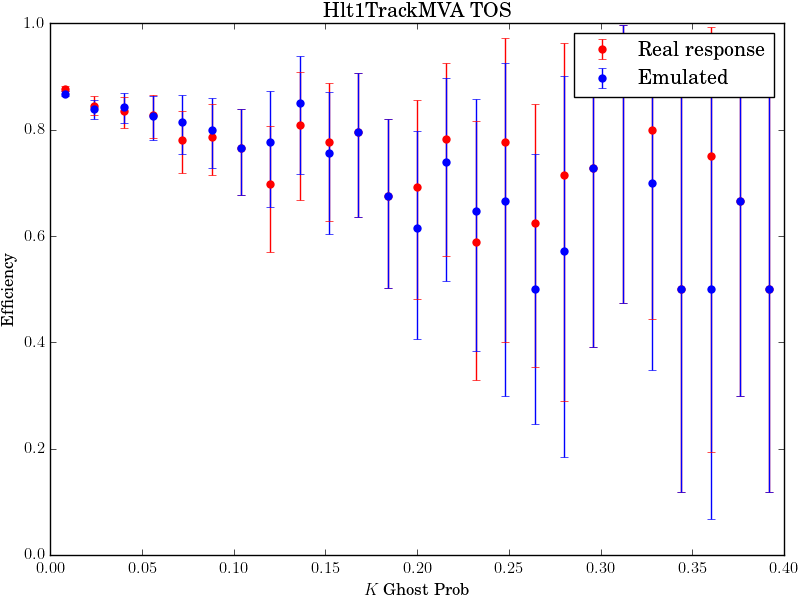 Hlt1TrackMVA TOS
Real response
Emulated
1.0
0.8
0.6
0.4
0.2
0.0
Efficiency
0.00 0.05 0.10 0.15 0.20 0.25 0.30 0.35 0.40
K Ghost Prob